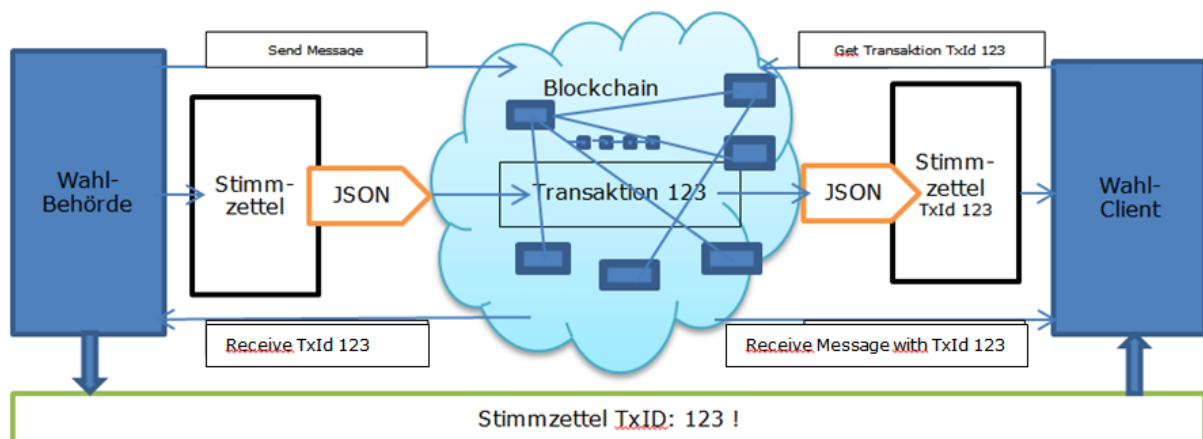 Send Message
Get Transaktion TxId 123
Blockchain
Wahl-
Behörde
Stimm-
zettel
JSON
Transaktion 123
JSON
Stimm-
zettel
TxId 123
Wahl-
Client
Receive TxId 123
Receive Message with TxId 123
Stimmzettel TxID: 123 !